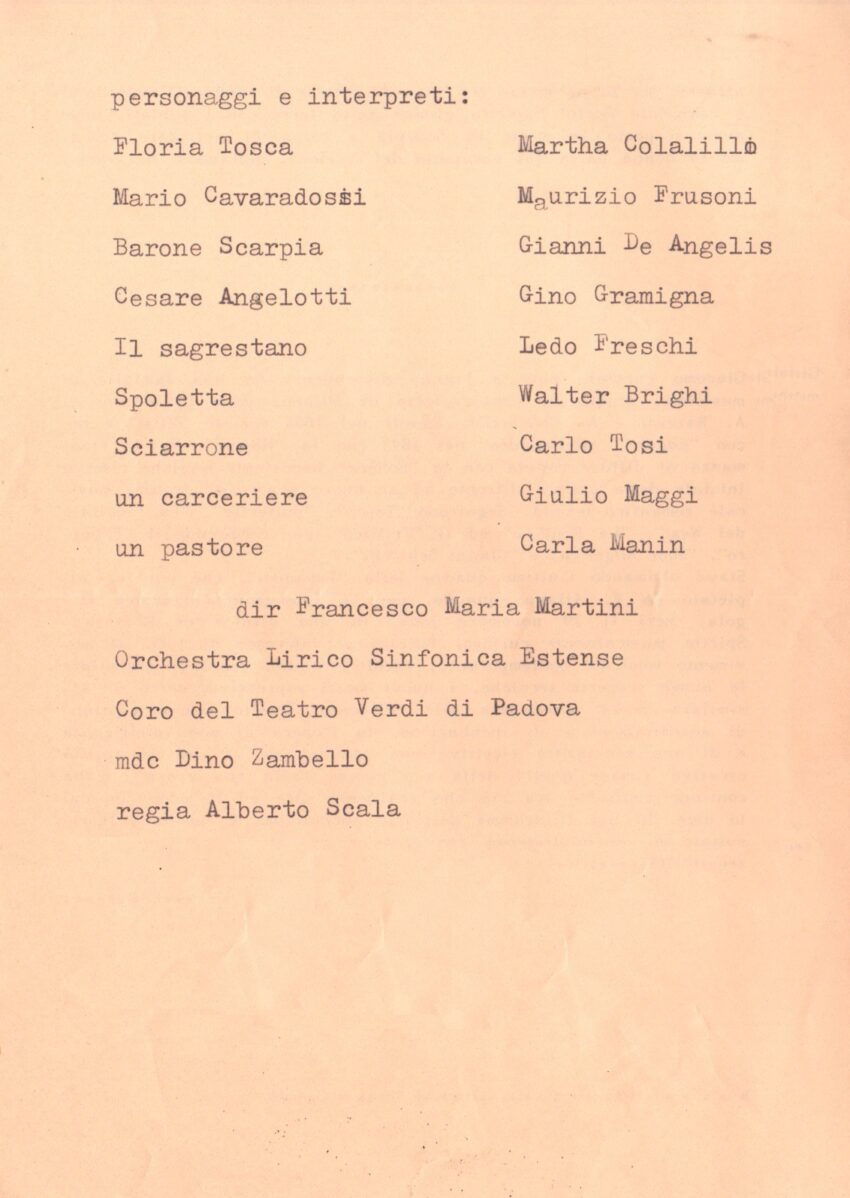 personaggi e interpreti:
Floria Tosca Martha Colalillo
Mario Cavaradossi Maurizio Frusoni
Barone Scarpia Gianni De Angelis
Cesare Angelotti Gino Gramigna
Il sagrestano Ledo Freschi
Spoletta Walter Brighi
Sciarrone Carlo Tosi
un carceriere Giulio Maggi
un pastore Carla Manin
dir Francesco Maria Martini
Orchestra Lirico Sinfonica Estense
Coro del Teatro Verdi di Padova
mdc Dino Zambello
regia Alberto Scala